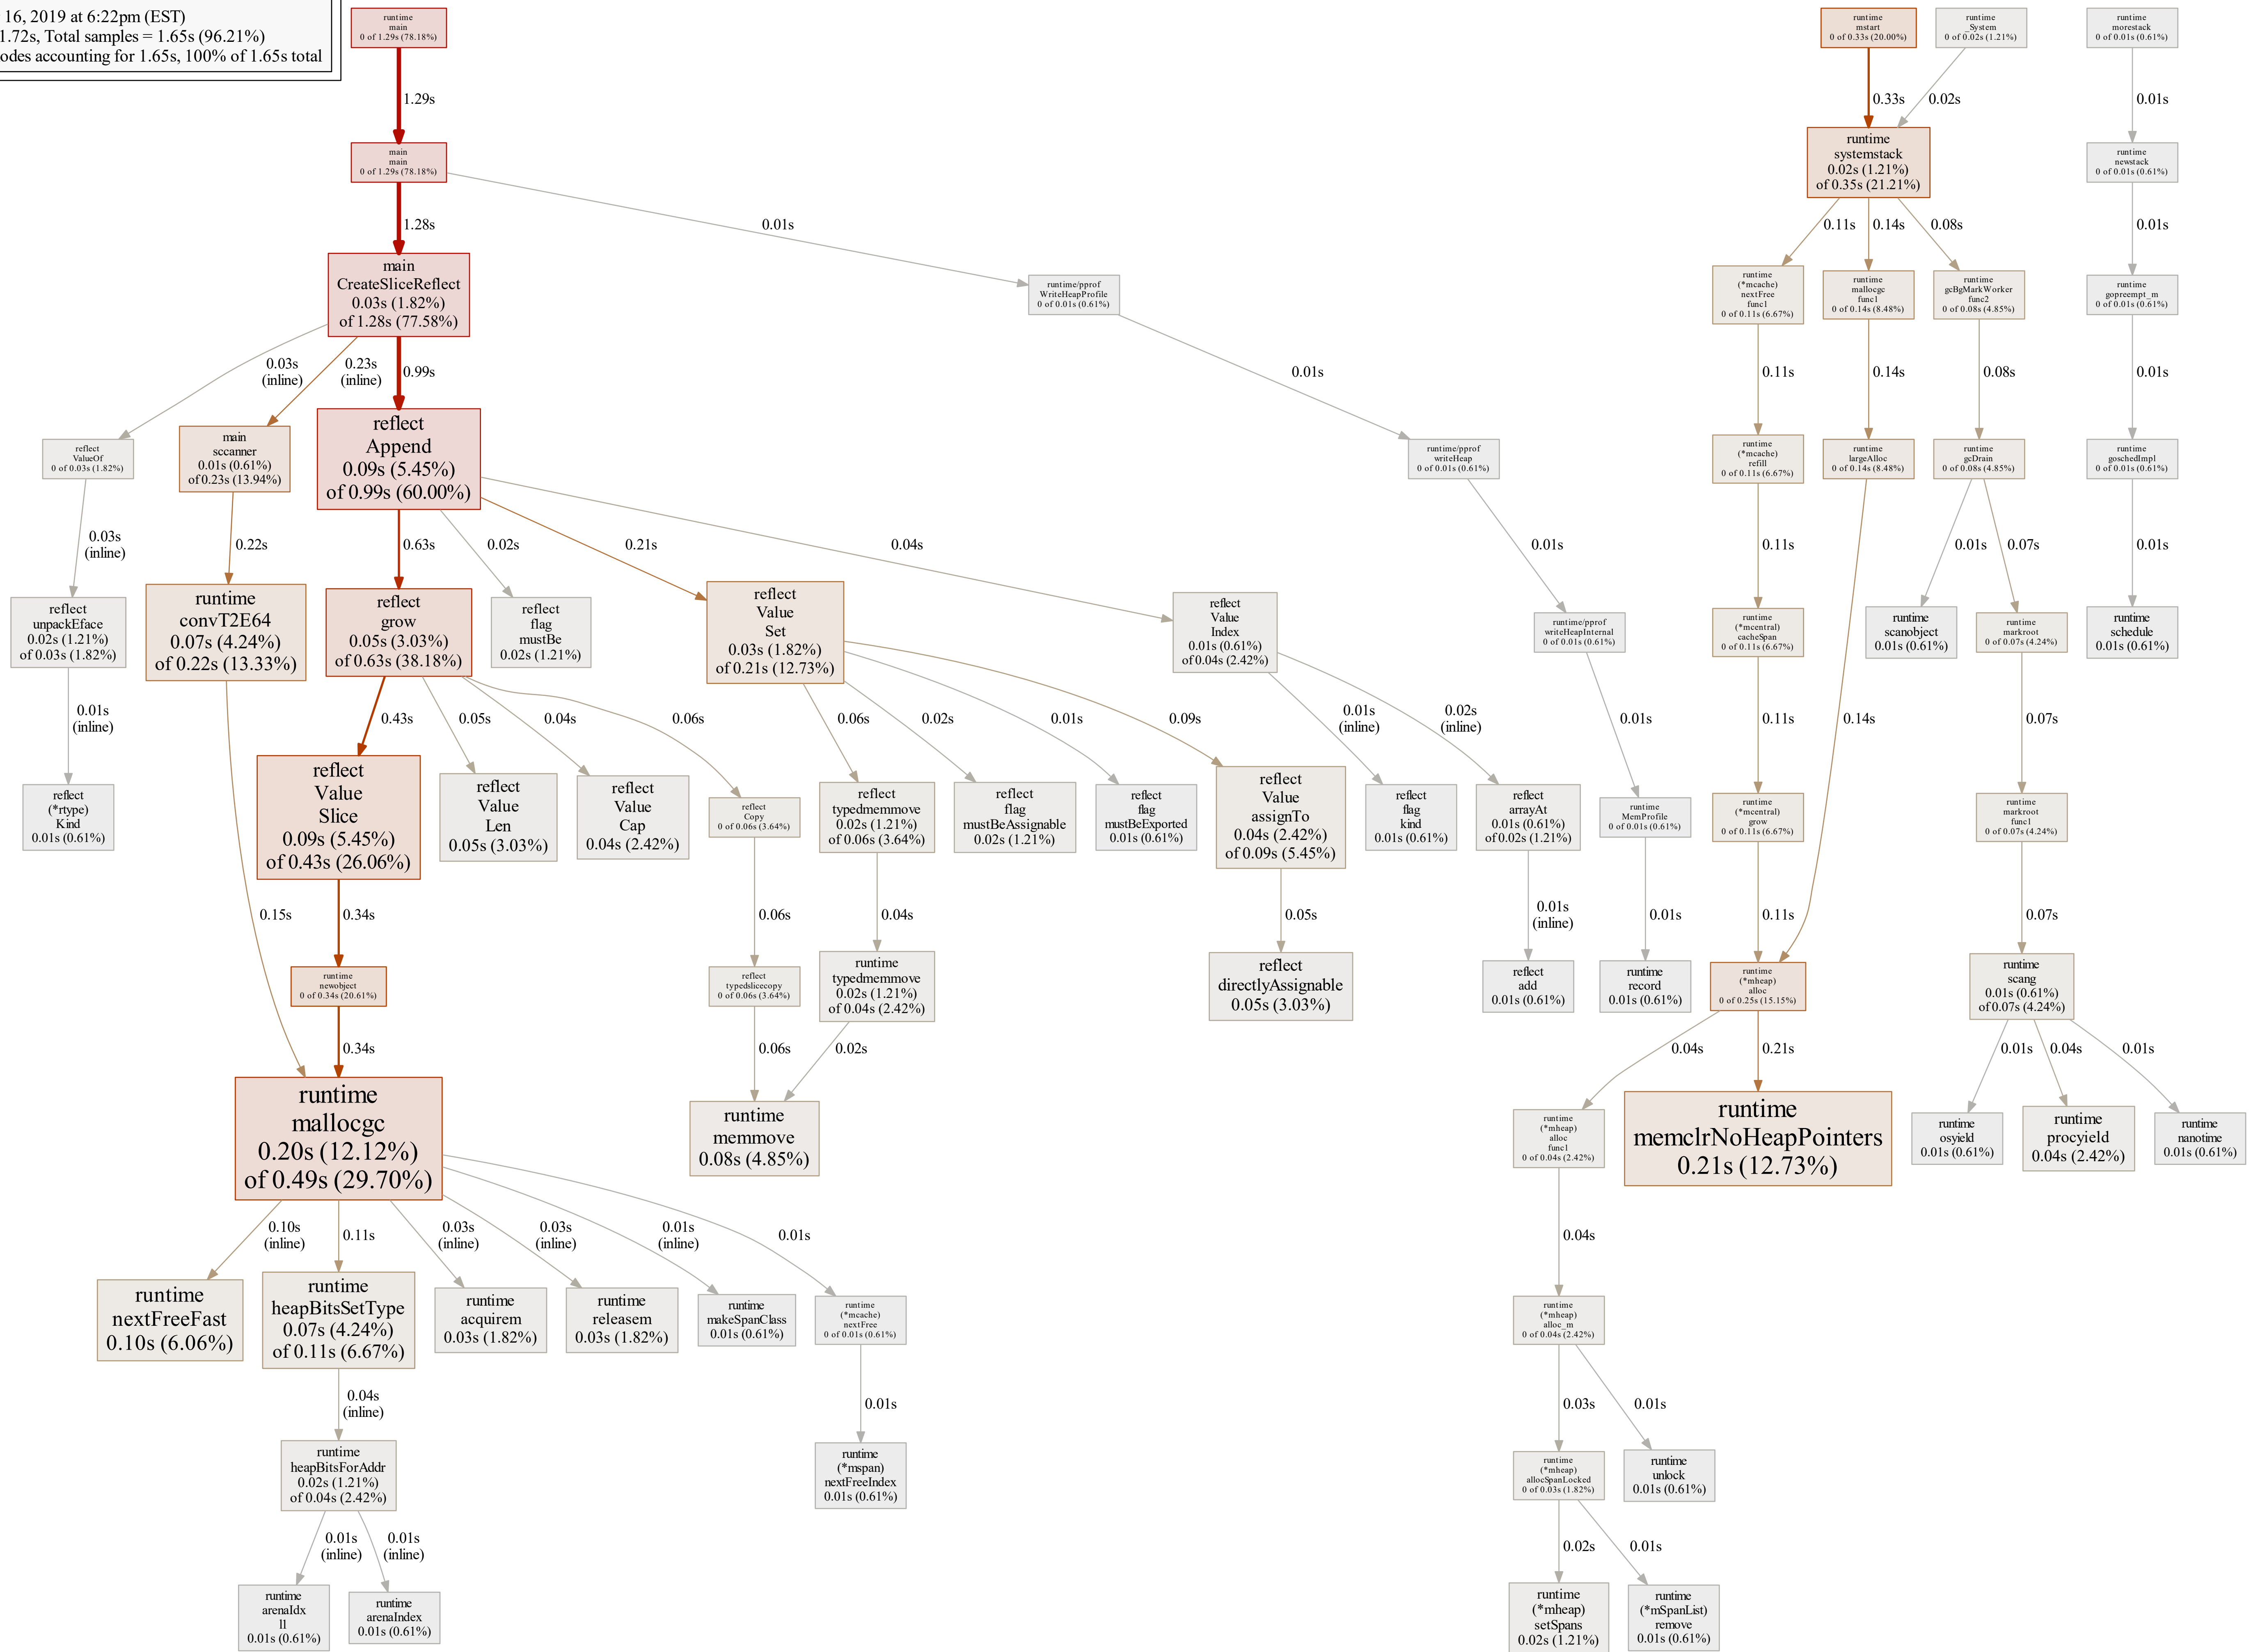 16, 2019 at 6:22pm (EST)
1.72s, Total samples = 1.65s (96.21%)
odes accounting for 1.65s, 100% of 1.65s total
runtime
main
0 of 1.29s (78.18%)
runtime
mstart
0 of 0.33s (20.00%)
runtime
_System
0 of 0.02s (1.21%)
runtime
morestack
0 of 0.01s (0.61%)
1.29s
0.33s
0.02s
0.01s
main
main
0 of 1.29s (78.18%)
runtime
systemstack
0.02s (1.21%)
of 0.35s (21.21%)
runtime
newstack
0 of 0.01s (0.61%)
1.28s
0.01s
0.11s
0.14s
0.08s
0.01s
main
CreateSliceReflect
0.03s (1.82%)
of 1.28s (77.58%)
runtime/pprof
WriteHeapProfile
0 of 0.01s (0.61%)
runtime
(*mcache)
nextFree
func1
0 of 0.11s (6.67%)
runtime
mallocgc
func1
0 of 0.14s (8.48%)
runtime
gcBgMarkWorker
func2
0 of 0.08s (4.85%)
runtime
gopreempt_m
0 of 0.01s (0.61%)
0.03s
(inline)
0.23s
(inline)
0.99s
0.01s
0.11s
0.14s
0.08s
0.01s
reflect
ValueOf
0 of 0.03s (1.82%)
main
sccanner
0.01s (0.61%)
of 0.23s (13.94%)
reflect
Append
0.09s (5.45%)
of 0.99s (60.00%)
runtime/pprof
writeHeap
0 of 0.01s (0.61%)
runtime
(*mcache)
refill
0 of 0.11s (6.67%)
runtime
largeAlloc
0 of 0.14s (8.48%)
runtime
gcDrain
0 of 0.08s (4.85%)
runtime
goschedImpl
0 of 0.01s (0.61%)
0.03s
(inline)
0.22s
0.63s
0.02s
0.21s
0.04s
0.01s
0.11s
0.01s
0.07s
0.01s
reflect
unpackEface
0.02s (1.21%)
of 0.03s (1.82%)
runtime
convT2E64
0.07s (4.24%)
of 0.22s (13.33%)
reflect
grow
0.05s (3.03%)
of 0.63s (38.18%)
reflect
flag
mustBe
0.02s (1.21%)
reflect
Value
Set
0.03s (1.82%)
of 0.21s (12.73%)
reflect
Value
Index
0.01s (0.61%)
of 0.04s (2.42%)
runtime/pprof
writeHeapInternal
0 of 0.01s (0.61%)
runtime
(*mcentral)
cacheSpan
0 of 0.11s (6.67%)
runtime
scanobject
0.01s (0.61%)
runtime
markroot
0 of 0.07s (4.24%)
runtime
schedule
0.01s (0.61%)
0.01s
(inline)
0.43s
0.05s
0.04s
0.06s
0.06s
0.02s
0.01s
0.09s
0.01s
(inline)
0.02s
(inline)
0.01s
0.11s
0.14s
0.07s
reflect
(*rtype)
Kind
0.01s (0.61%)
reflect
Value
Slice
0.09s (5.45%)
of 0.43s (26.06%)
reflect
Value
Len
0.05s (3.03%)
reflect
Value
Cap
0.04s (2.42%)
reflect
Copy
0 of 0.06s (3.64%)
reflect
typedmemmove
0.02s (1.21%)
of 0.06s (3.64%)
reflect
flag
mustBeAssignable
0.02s (1.21%)
reflect
flag
mustBeExported
0.01s (0.61%)
reflect
Value
assignTo
0.04s (2.42%)
of 0.09s (5.45%)
reflect
flag
kind
0.01s (0.61%)
reflect
arrayAt
0.01s (0.61%)
of 0.02s (1.21%)
runtime
MemProfile
0 of 0.01s (0.61%)
runtime
(*mcentral)
grow
0 of 0.11s (6.67%)
runtime
markroot
func1
0 of 0.07s (4.24%)
0.15s
0.34s
0.06s
0.04s
0.05s
0.01s
(inline)
0.01s
0.11s
0.07s
runtime
newobject
0 of 0.34s (20.61%)
reflect
typedslicecopy
0 of 0.06s (3.64%)
runtime
typedmemmove
0.02s (1.21%)
of 0.04s (2.42%)
reflect
directlyAssignable
0.05s (3.03%)
reflect
add
0.01s (0.61%)
runtime
record
0.01s (0.61%)
runtime
(*mheap)
alloc
0 of 0.25s (15.15%)
runtime
scang
0.01s (0.61%)
of 0.07s (4.24%)
0.34s
0.06s
0.02s
0.04s
0.21s
0.01s
0.04s
0.01s
runtime
mallocgc
0.20s (12.12%)
of 0.49s (29.70%)
runtime
memmove
0.08s (4.85%)
runtime
(*mheap)
alloc
func1
0 of 0.04s (2.42%)
runtime
memclrNoHeapPointers
0.21s (12.73%)
runtime
osyield
0.01s (0.61%)
runtime
procyield
0.04s (2.42%)
runtime
nanotime
0.01s (0.61%)
0.10s
(inline)
0.11s
0.03s
(inline)
0.03s
(inline)
0.01s
(inline)
0.01s
0.04s
runtime
nextFreeFast
0.10s (6.06%)
runtime
heapBitsSetType
0.07s (4.24%)
of 0.11s (6.67%)
runtime
acquirem
0.03s (1.82%)
runtime
releasem
0.03s (1.82%)
runtime
makeSpanClass
0.01s (0.61%)
runtime
(*mcache)
nextFree
0 of 0.01s (0.61%)
runtime
(*mheap)
alloc_m
0 of 0.04s (2.42%)
0.04s
(inline)
0.01s
0.03s
0.01s
runtime
heapBitsForAddr
0.02s (1.21%)
of 0.04s (2.42%)
runtime
(*mspan)
nextFreeIndex
0.01s (0.61%)
runtime
(*mheap)
allocSpanLocked
0 of 0.03s (1.82%)
runtime
unlock
0.01s (0.61%)
0.01s
(inline)
0.01s
(inline)
0.02s
0.01s
runtime
arenaIdx
l1
0.01s (0.61%)
runtime
arenaIndex
0.01s (0.61%)
runtime
(*mheap)
setSpans
0.02s (1.21%)
runtime
(*mSpanList)
remove
0.01s (0.61%)